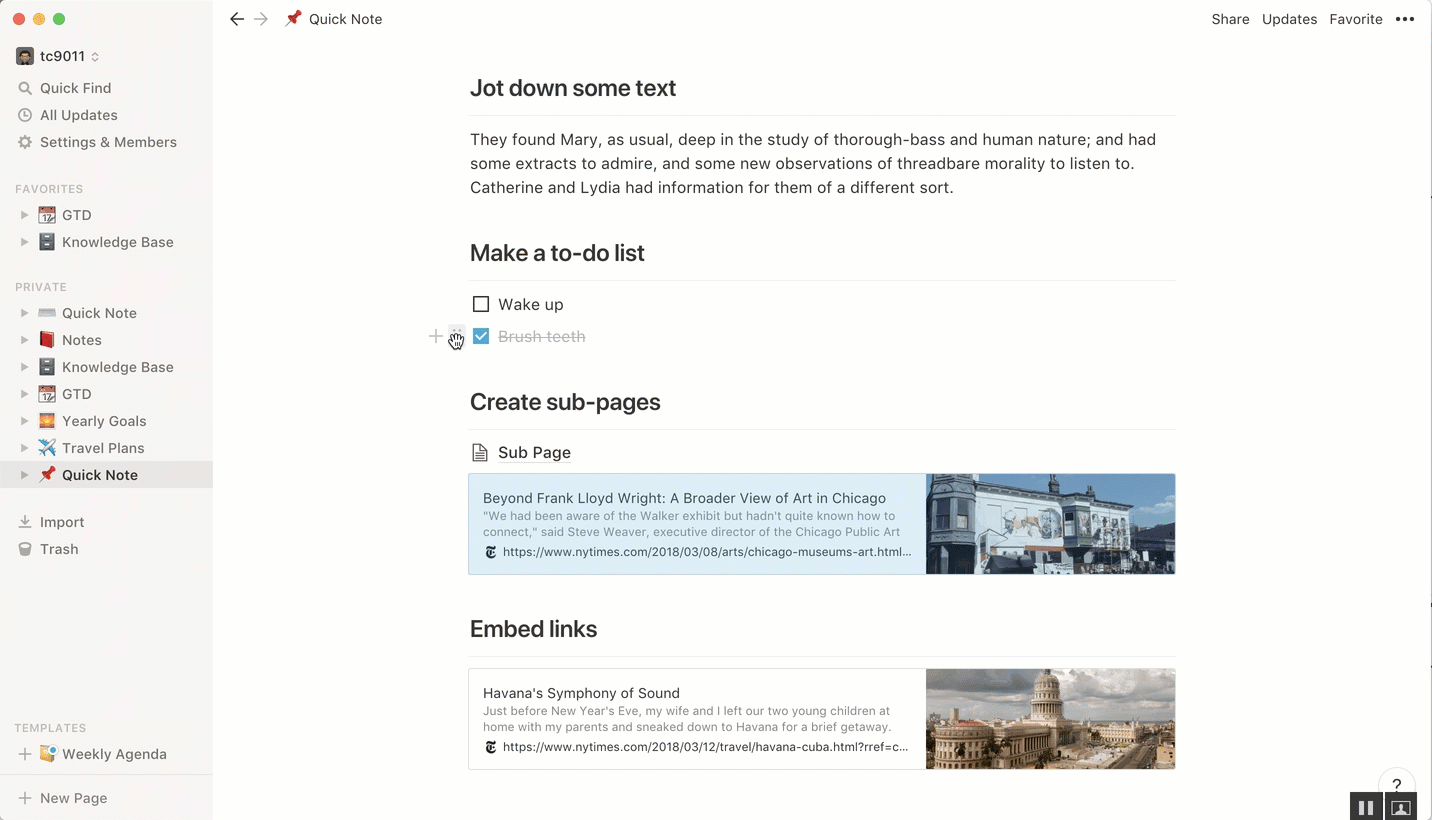 tc9011
Quick Find
All Updates
Settings & Members
FAVORITES
GTD
Knowledge Base
PRIVATE
Quick Note
Notes
Knowledge Base
GTD
Yearly Goals
Travel Plans
Quick Note
Import
Trash
TEMPLATES
Weekly Agenda
New Page
Quick Note
Share Updates Favorite •••
Jot down some text
They found Mary, as usual, deep in the study of thorough-bass and human nature; and had
some extracts to admire, and some new observations of threadbare morality to listen to.
Catherine and Lydia had information for them of a different sort.
Make a to-do list
Wake up
Brush teeth
Create sub-pages
Sub Page
Beyond Frank Lloyd Wright: A Broader View of Art in Chicago
"We had been aware of the Walker exhibit but hadn't quite known how to
connect," said Steve Weaver, executive director of the Chicago Public Art
https://www.nytimes.com/2018/03/08/arts/chicago-museums-art.html...
Embed links
Havana's Symphony of Sound
Just before New Year's Eve, my wife and I left our two young children at
home with my parents and sneaked down to Havana for a brief getaway.
https://www.nytimes.com/2018/03/12/travel/havana-cuba.html?rref=c...
?